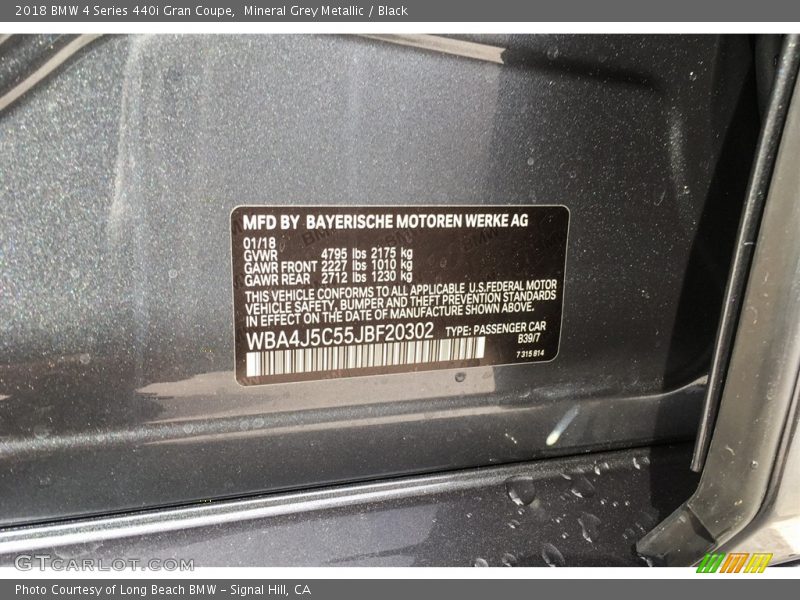 2018 BMW 4 Series 440i Gran Coupe,  Mineral Grey Metallic / Black
MFD BY BAYERISCHE MOTOREN WERKE AG
01/18
GVWR 4795 lbs 2175 kg
GAWR FRONT 2227 lbs 1010 kg
GAWR REAR 2712 lbs 1230 kg
THIS VEHICLE CONFORMS TO ALL APPLICABLE U.S.FEDERAL MOTOR
VEHICLE SAFETY, BUMPER AND THEFT PREVENTION STANDARDS
IN EFFECT ON THE DATE OF MANUFACTURE SHOWN ABOVE.
WBA4J5C55JBF20302 TYPE: PASSENGER CAR
B39/7
7 315 814
GTCARLOT.COM
Photo Courtesy of Long Beach BMW – Signal Hill, CA